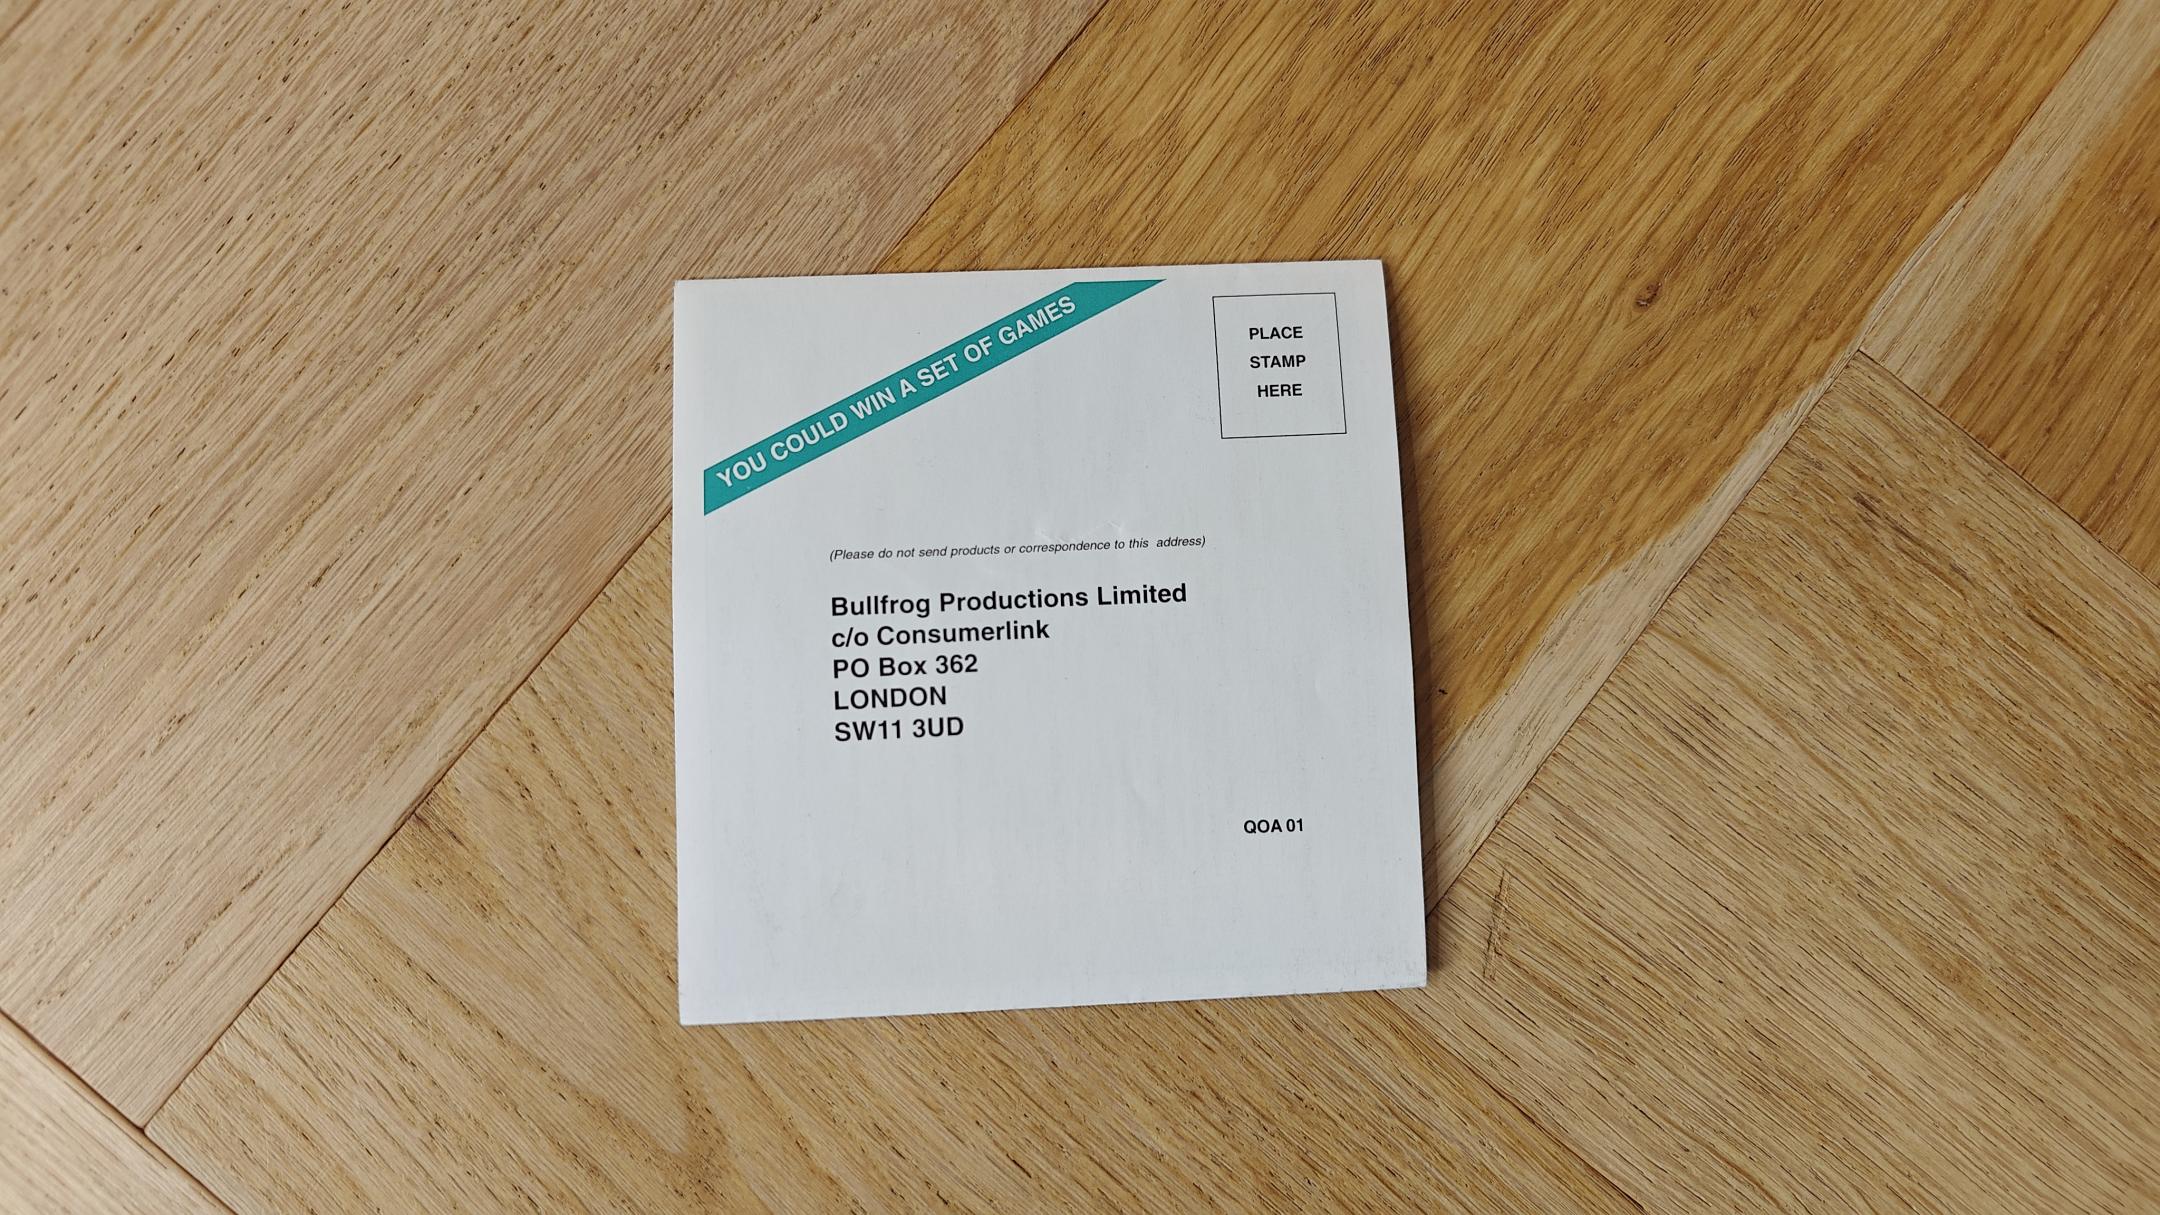 YOU COULD WIN A SET OF GAMES
PLACE
STAMP
HERE
(Please do not send products or correspondence to this address)
Bullfrog Productions Limited
c/o Consumerlink
PO Box 362
LONDON
SW11 3UD
QOA 01